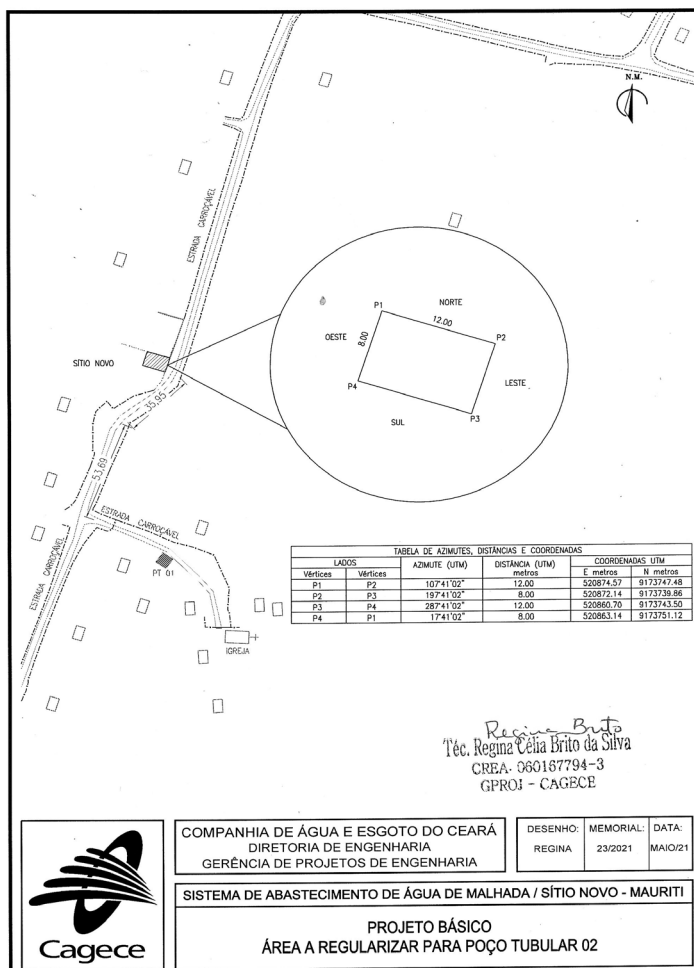 N.M.
ESTRADA CARROÇÁVEL
P1
NORTE
12.00
P2
OESTE
8.00
P4
LESTE
P3
SUL
SÍTIO NOVO
35,95
53,69
ESTRADA CARROÇÁVEL
ESTRADA CARROÇÁVEL
PT 01
IGREJA
TABELA DE AZIMUTES, DISTÂNCIAS E COORDENADAS
LADOS AZIMUTE (UTM) DISTÂNCIA (UTM) metros COORDENADAS UTM
Vértices Vértices E metros N metros
P1 P2 107°41'02" 12.00 520874.57 9173747.48
P2 P3 197°41'02" 8.00 520872.14 9173739.86
P3 P4 287°41'02" 12.00 520860.70 9173743.50
P4 P1 17°41'02" 8.00 520863.14 9173751.12
Regina Brito
Téc. Regina Célia Brito da Silva
CREA- 060167794-3
GPROJ - CAGECE
Cagece
COMPANHIA DE ÁGUA E ESGOTO DO CEARÁ
DIRETORIA DE ENGENHARIA
GERÊNCIA DE PROJETOS DE ENGENHARIA
DESENHO: MEMORIAL: DATA:
REGINA 23/2021 MAIO/21
SISTEMA DE ABASTECIMENTO DE ÁGUA DE MALHADA / SÍTIO NOVO - MAURITI
PROJETO BÁSICO
ÁREA A REGULARIZAR PARA POÇO TUBULAR 02